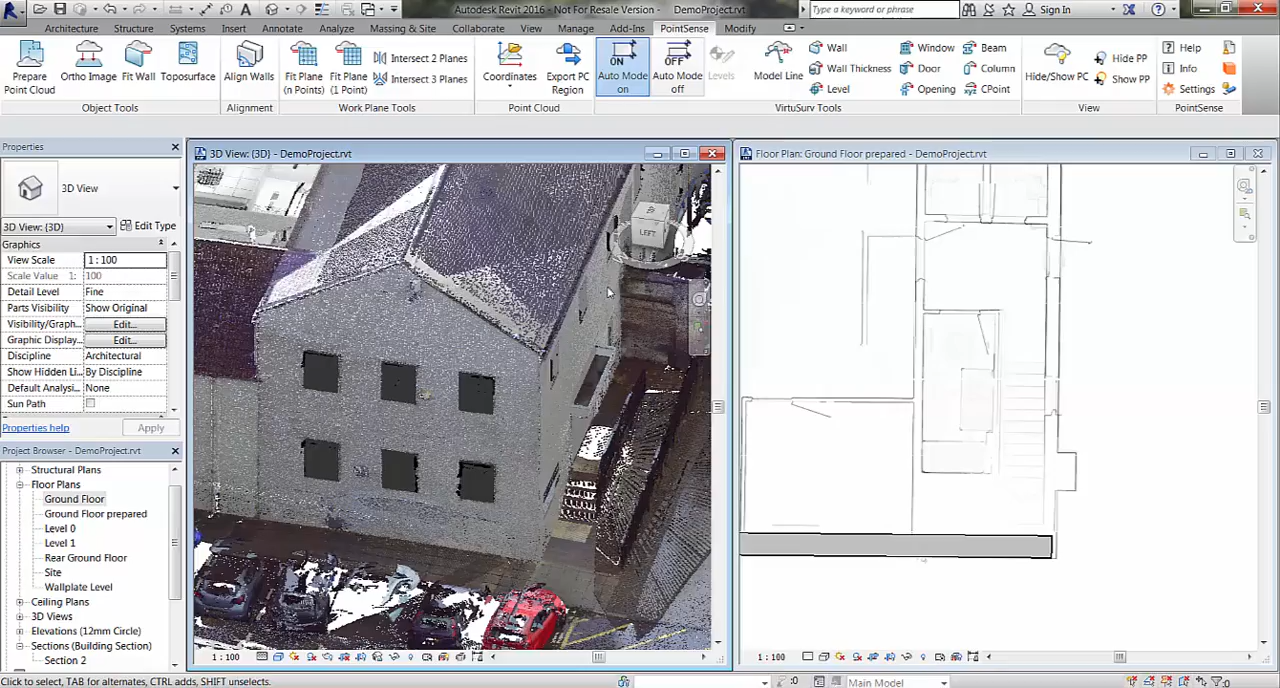 Autodesk Revit 2016 - Not For Resale Version - DemoProject.rvt
Type a keyword or phrase
Sign In
Architecture Structure Systems Insert Annotate Analyze Massing & Site Collaborate View Manage Add-Ins PointSense Modify
Prepare Point Cloud
Ortho Image
Fit Wall
Toposurface
Object Tools
Align Walls
Alignment
Fit Plane (n Points)
Fit Plane (1 Point)
Intersect 2 Planes
Intersect 3 Planes
Work Plane Tools
Coordinates
Export PC Region
Point Cloud
ON
Auto Mode on
OFF
Auto Mode off
Levels
Model Line
Wall
Wall Thickness
Level
Window
Door
Opening
Beam
Column
xyz CPoint
VirtuSurv Tools
Hide/Show PC
Hide PP
Show PP
View
Help
Info
Settings
PointSense
Properties
3D View
3D View: {3D}
Edit Type
Graphics
View Scale 1 : 100
Scale Value 1: 100
Detail Level Fine
Parts Visibility Show Original
Visibility/Graph... Edit...
Graphic Display... Edit...
Discipline Architectural
Show Hidden Li... By Discipline
Default Analysi... None
Sun Path
Properties help
Apply
Project Browser - DemoProject.rvt
Structural Plans
Floor Plans
Ground Floor
Ground Floor prepared
Level 0
Level 1
Rear Ground Floor
Site
Wallplate Level
Ceiling Plans
3D Views
Elevations (12mm Circle)
Sections (Building Section)
Section 2
3D View: {3D} - DemoProject.rvt
LEFT
1 : 100
Floor Plan: Ground Floor prepared - DemoProject.rvt
1 : 100
Click to select, TAB for alternates, CTRL adds, SHIFT unselects.
:0
Main Model
:0